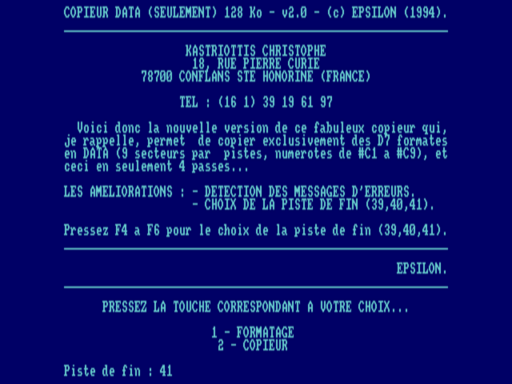 COPIEUR DATA (SEULEMENT) 128 Ko - v2.0 - (c) EPSILON (1994).
KASTRIOTTIS CHRISTOPHE
18, RUE PIERRE CURIE
78700 CONFLANS STE HONORINE (FRANCE)
TEL : (16 1) 39 19 61 97
Voici donc la nouvelle version de ce fabuleux copieur qui,
je rappelle, permet de copier exclusivement des D7 formates
en DATA (9 secteurs par pistes, numerotes de #C1 a #C9), et
ceci en seulement 4 passes...
LES AMELIORATIONS : - DETECTION DES MESSAGES D'ERREURS.
- CHOIX DE LA PISTE DE FIN (39,40,41).
Pressez F4 a F6 pour le choix de la piste de fin (39,40,41).
EPSILON.
PRESSEZ LA TOUCHE CORRESPONDANT A VOTRE CHOIX...
1 - FORMATAGE
2 - COPIEUR
Piste de fin : 41